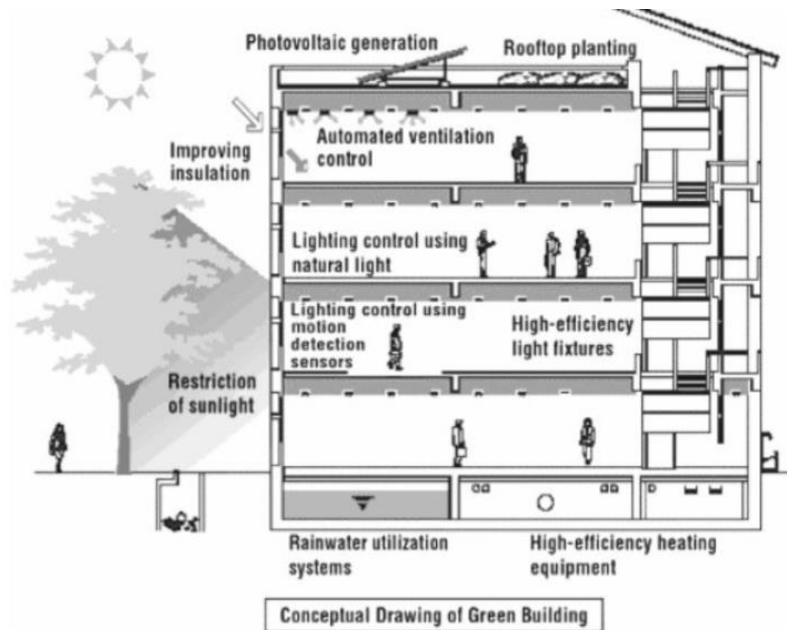 Photovoltaic generation
Rooftop planting
Improving
insulation
Automated ventilation
control
Lighting control using
natural light
Lighting control using
motion
detection
sensors
High-efficiency
light fixtures
Restriction
of sunlight
Rainwater utilization
systems
High-efficiency heating
equipment
Conceptual Drawing of Green Building